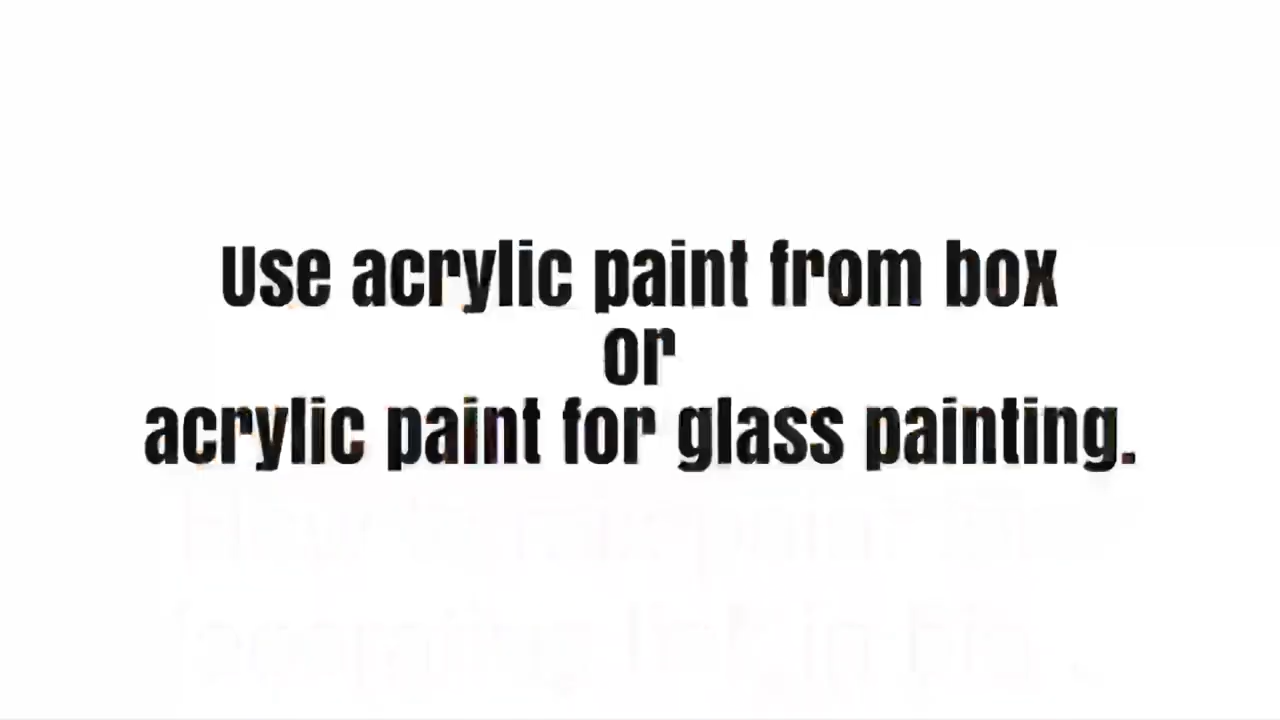 Use acrylic paint from box
or
acrylic paint for glass painting.